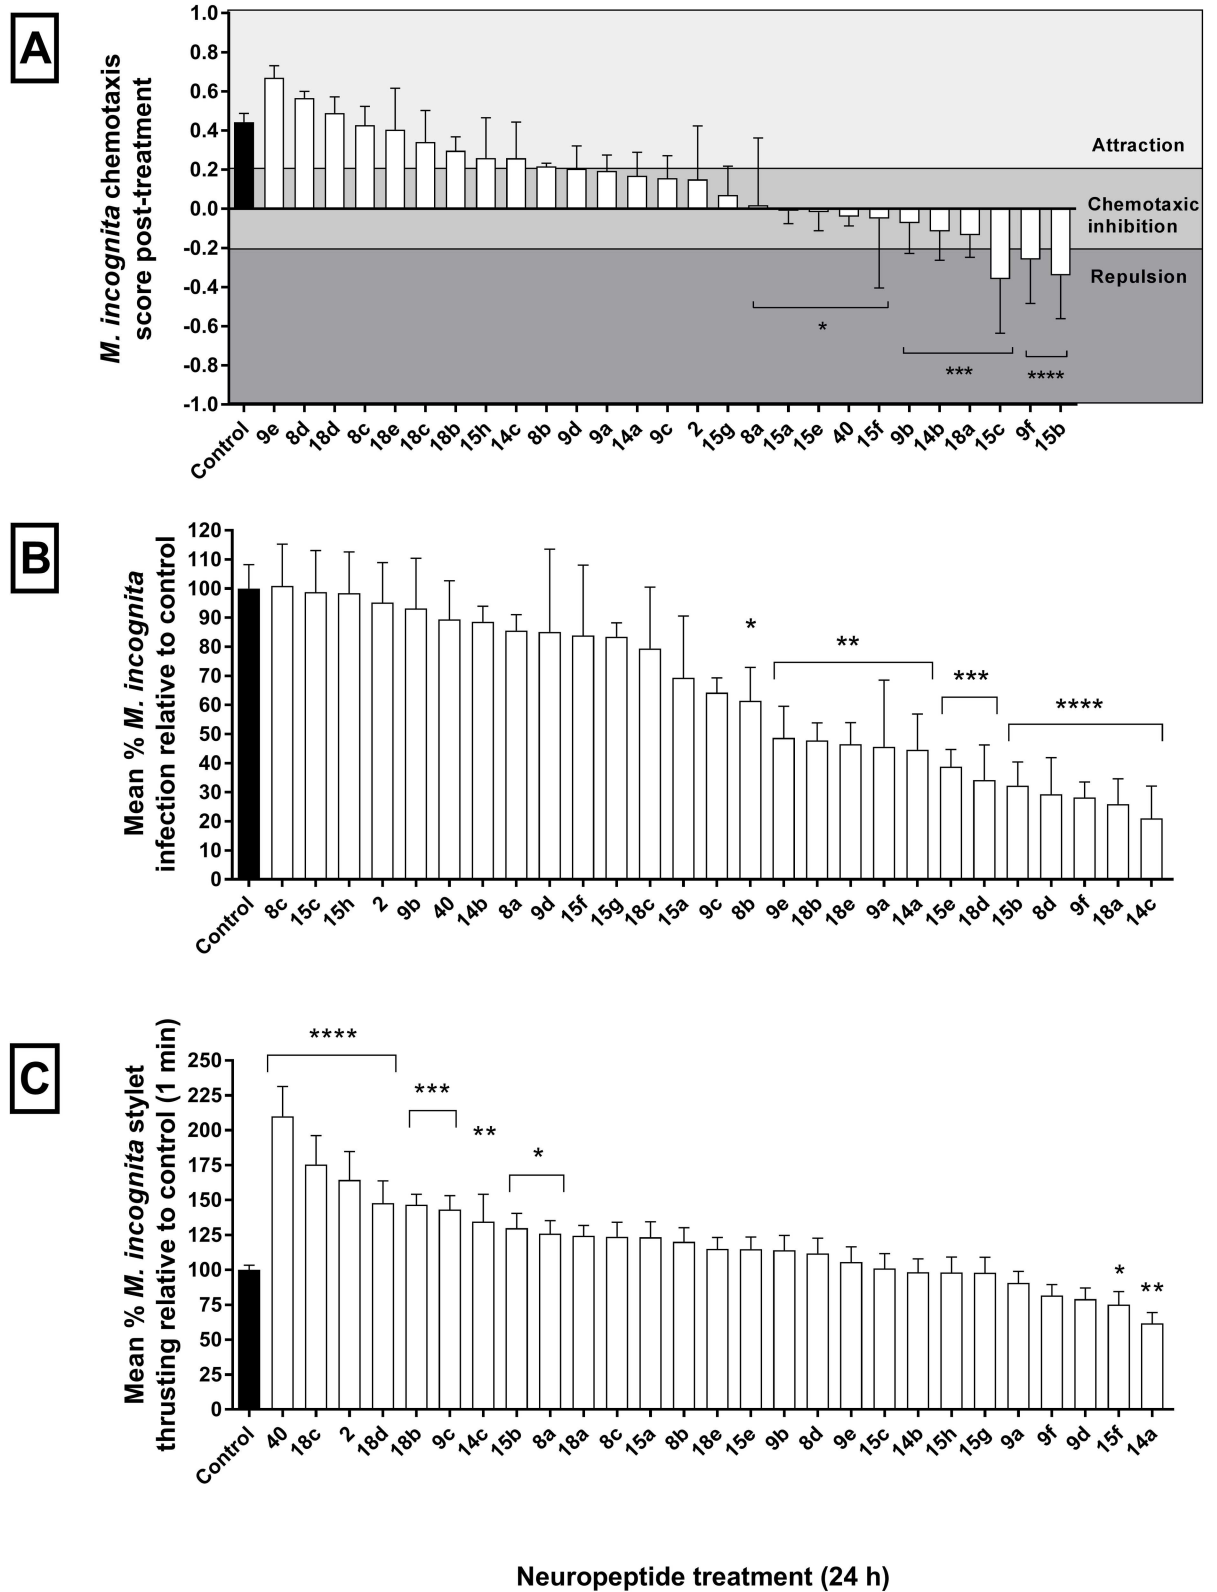 A
M. incognita chemotaxis
score post-treatment
1.0
0.8
0.6
0.4
0.2
0.0
-0.2
-0.4
-0.6
-0.8
-1.0
Attraction
Chemotaxic
inhibition
Repulsion
*
***
****
Control 9e 8d 18d 8c 18e 18c 18b 15h 14c 8b 9d 9a 14a 9c 2 15g 8a 15a 15e 40 15f 9b 14b 18a 15c 9f 15b
B
Mean % M. incognita
infection relative to control
120
110
100
90
80
70
60
50
40
30
20
10
0
*
**
***
****
Control 8c 15c 15h 2 9b 40 14b 8a 9d 15f 15g 18c 15a 9c 8b 9e 18b 18e 9a 14a 15e 18d 15b 8d 9f 18a 14c
C
Mean % M. incognita stylet
thrusting relative to control (1 min)
250
225
200
175
150
125
100
75
50
25
0
****
***
**
*
*
**
Control 40 18c 2 18d 18b 9c 14c 15b 8a 18a 8c 15a 8b 18e 15e 9b 8d 9e 15c 14b 15h 15g 9a 9f 9d 15f 14a
Neuropeptide treatment (24 h)